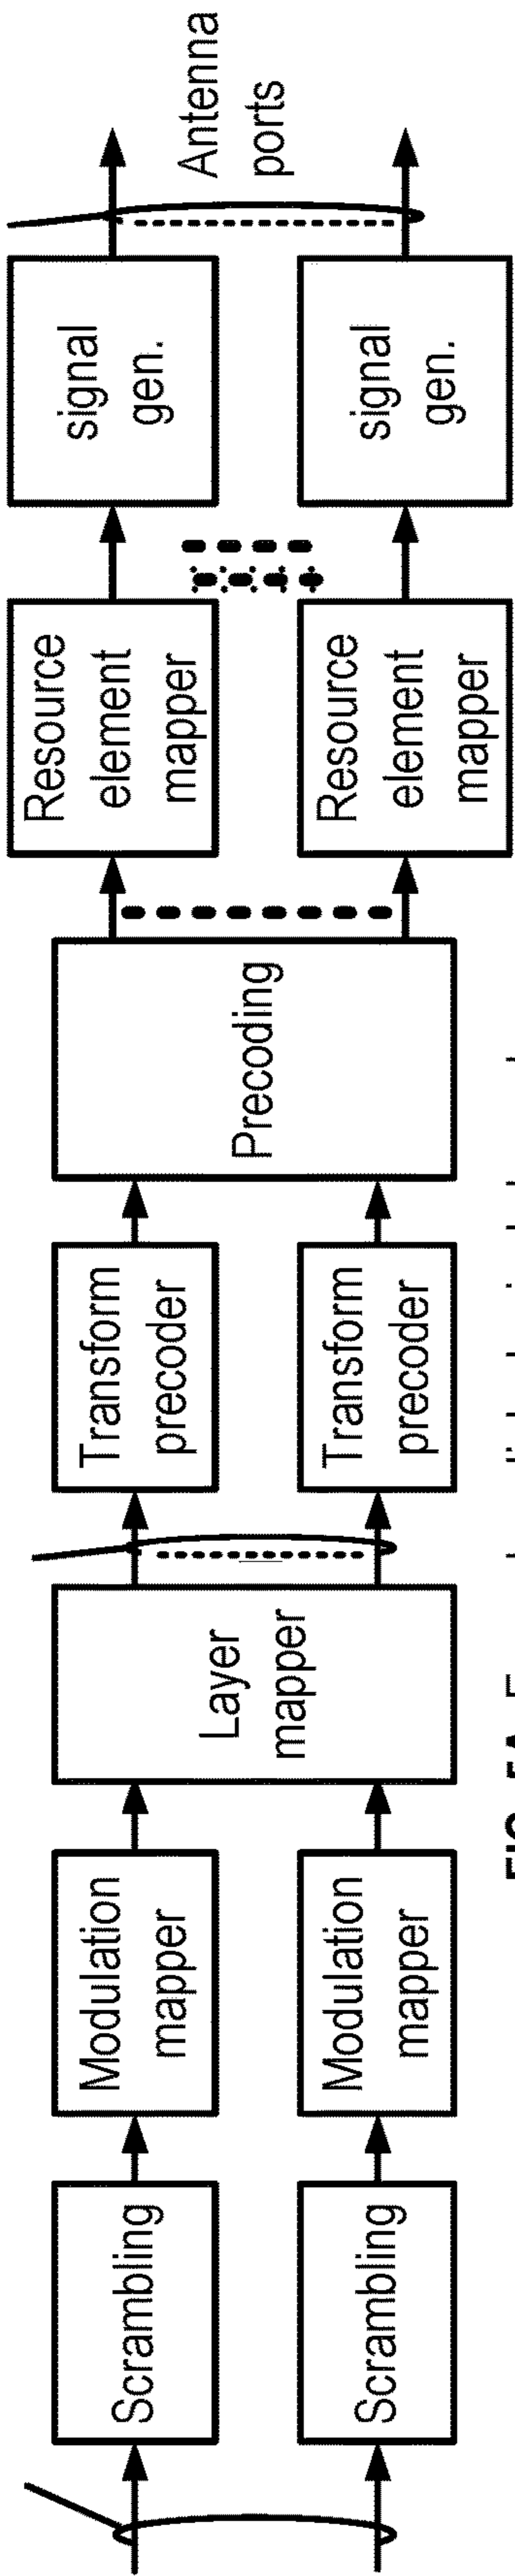 Scrambling
Scrambling
Modulation
mapper
Modulation
mapper
Layer
mapper
Transform
precoder
Transform
precoder
Precoding
Resource
element
mapper
Resource
element
mapper
signal
gen.
signal
gen.
Antenna
ports